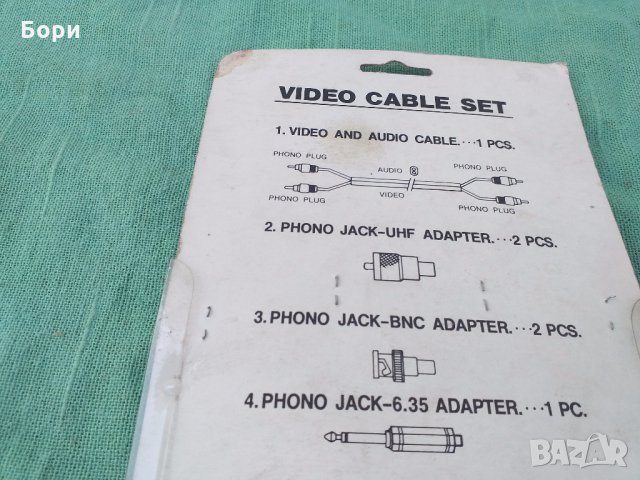 Бори
VIDEO CABLE SET
1. VIDEO AND AUDIO CABLE.···1 PCS.
PHONO PLUG AUDIO PHONO PLUG
PHONO PLUG VIDEO PHONO PLUG
2. PHONO JACK-UHF ADAPTER.···2 PCS.
3. PHONO JACK-BNC ADAPTER.···2 PCS.
4. PHONO JACK-6.35 ADAPTER.···1 PC.
BAZAR